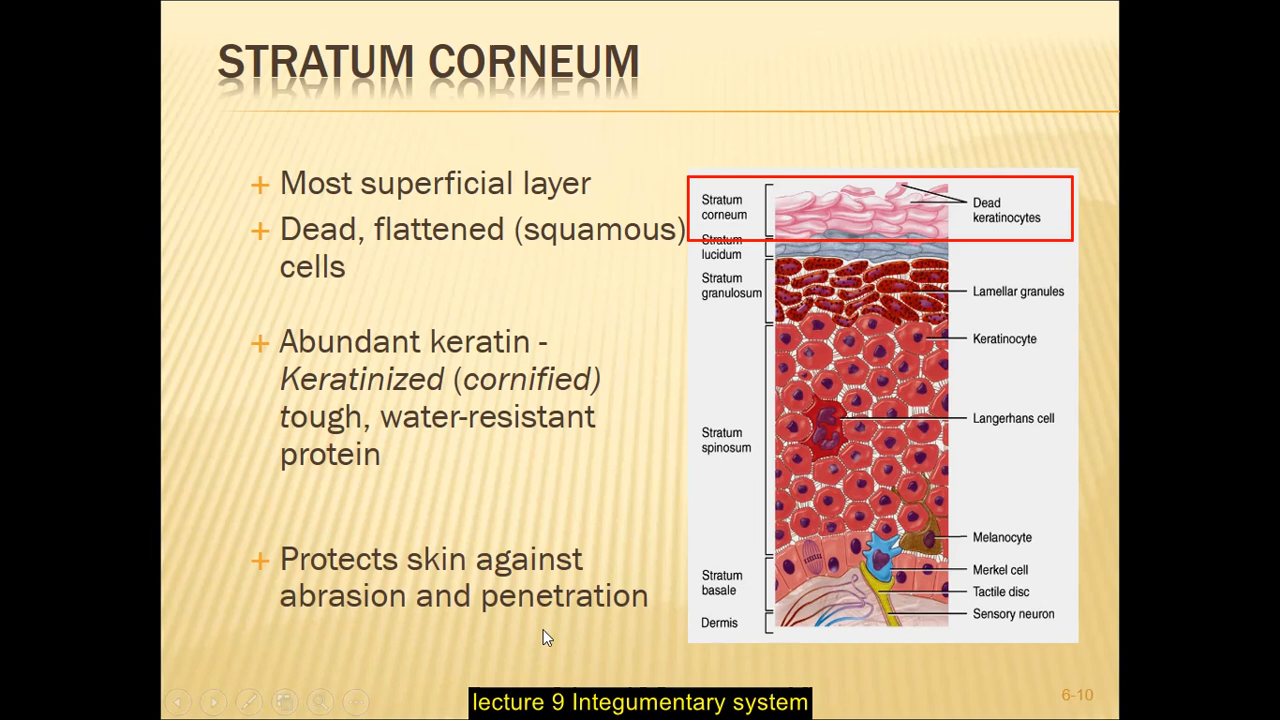 STRATUM CORNEUM
Most superficial layer
Dead, flattened (squamous)
cells
Abundant keratin -
Keratinized (cornified)
tough, water-resistant
protein
Protects skin against
abrasion and penetration
Stratum
corneum
Stratum
lucidum
Stratum
granulosum
Stratum
spinosum
Stratum
basale
Dermis
Dead
keratinocytes
Lamellar granules
Keratinocyte
Langerhans cell
Melanocyte
Merkel cell
Tactile disc
Sensory neuron
6-10
lecture 9 Integumentary system